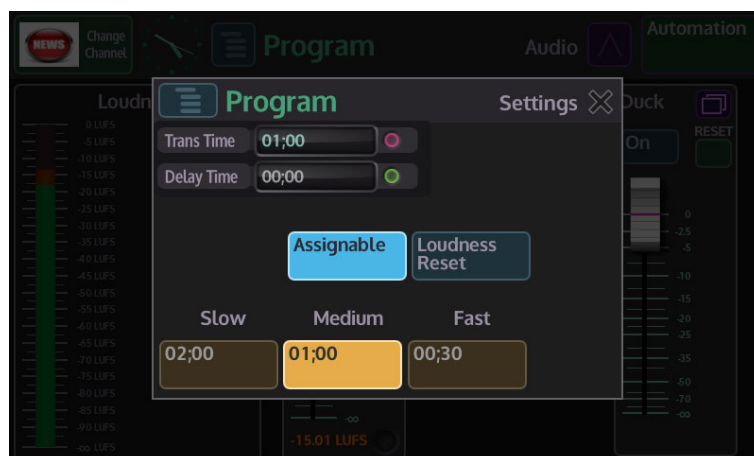 NEWS
Change
Channel
Program
Audio
Automation
Loudn
Duck
0 LUFS
-5 LUFS
-10 LUFS
-15 LUFS
-20 LUFS
-25 LUFS
-30 LUFS
-35 LUFS
-40 LUFS
-45 LUFS
-50 LUFS
-55 LUFS
-60 LUFS
-65 LUFS
-70 LUFS
-75 LUFS
-80 LUFS
-85 LUFS
-90 LUFS
-∞ LUFS
Program
Settings
Trans Time 01;00
Delay Time 00;00
Assignable
Loudness
Reset
Slow Medium Fast
02;00 01;00 00;30
-∞
-15.01 LUFS
On
RESET
0
-2.5
-5
-10
-15
-20
-25
-35
-50
-70
-∞